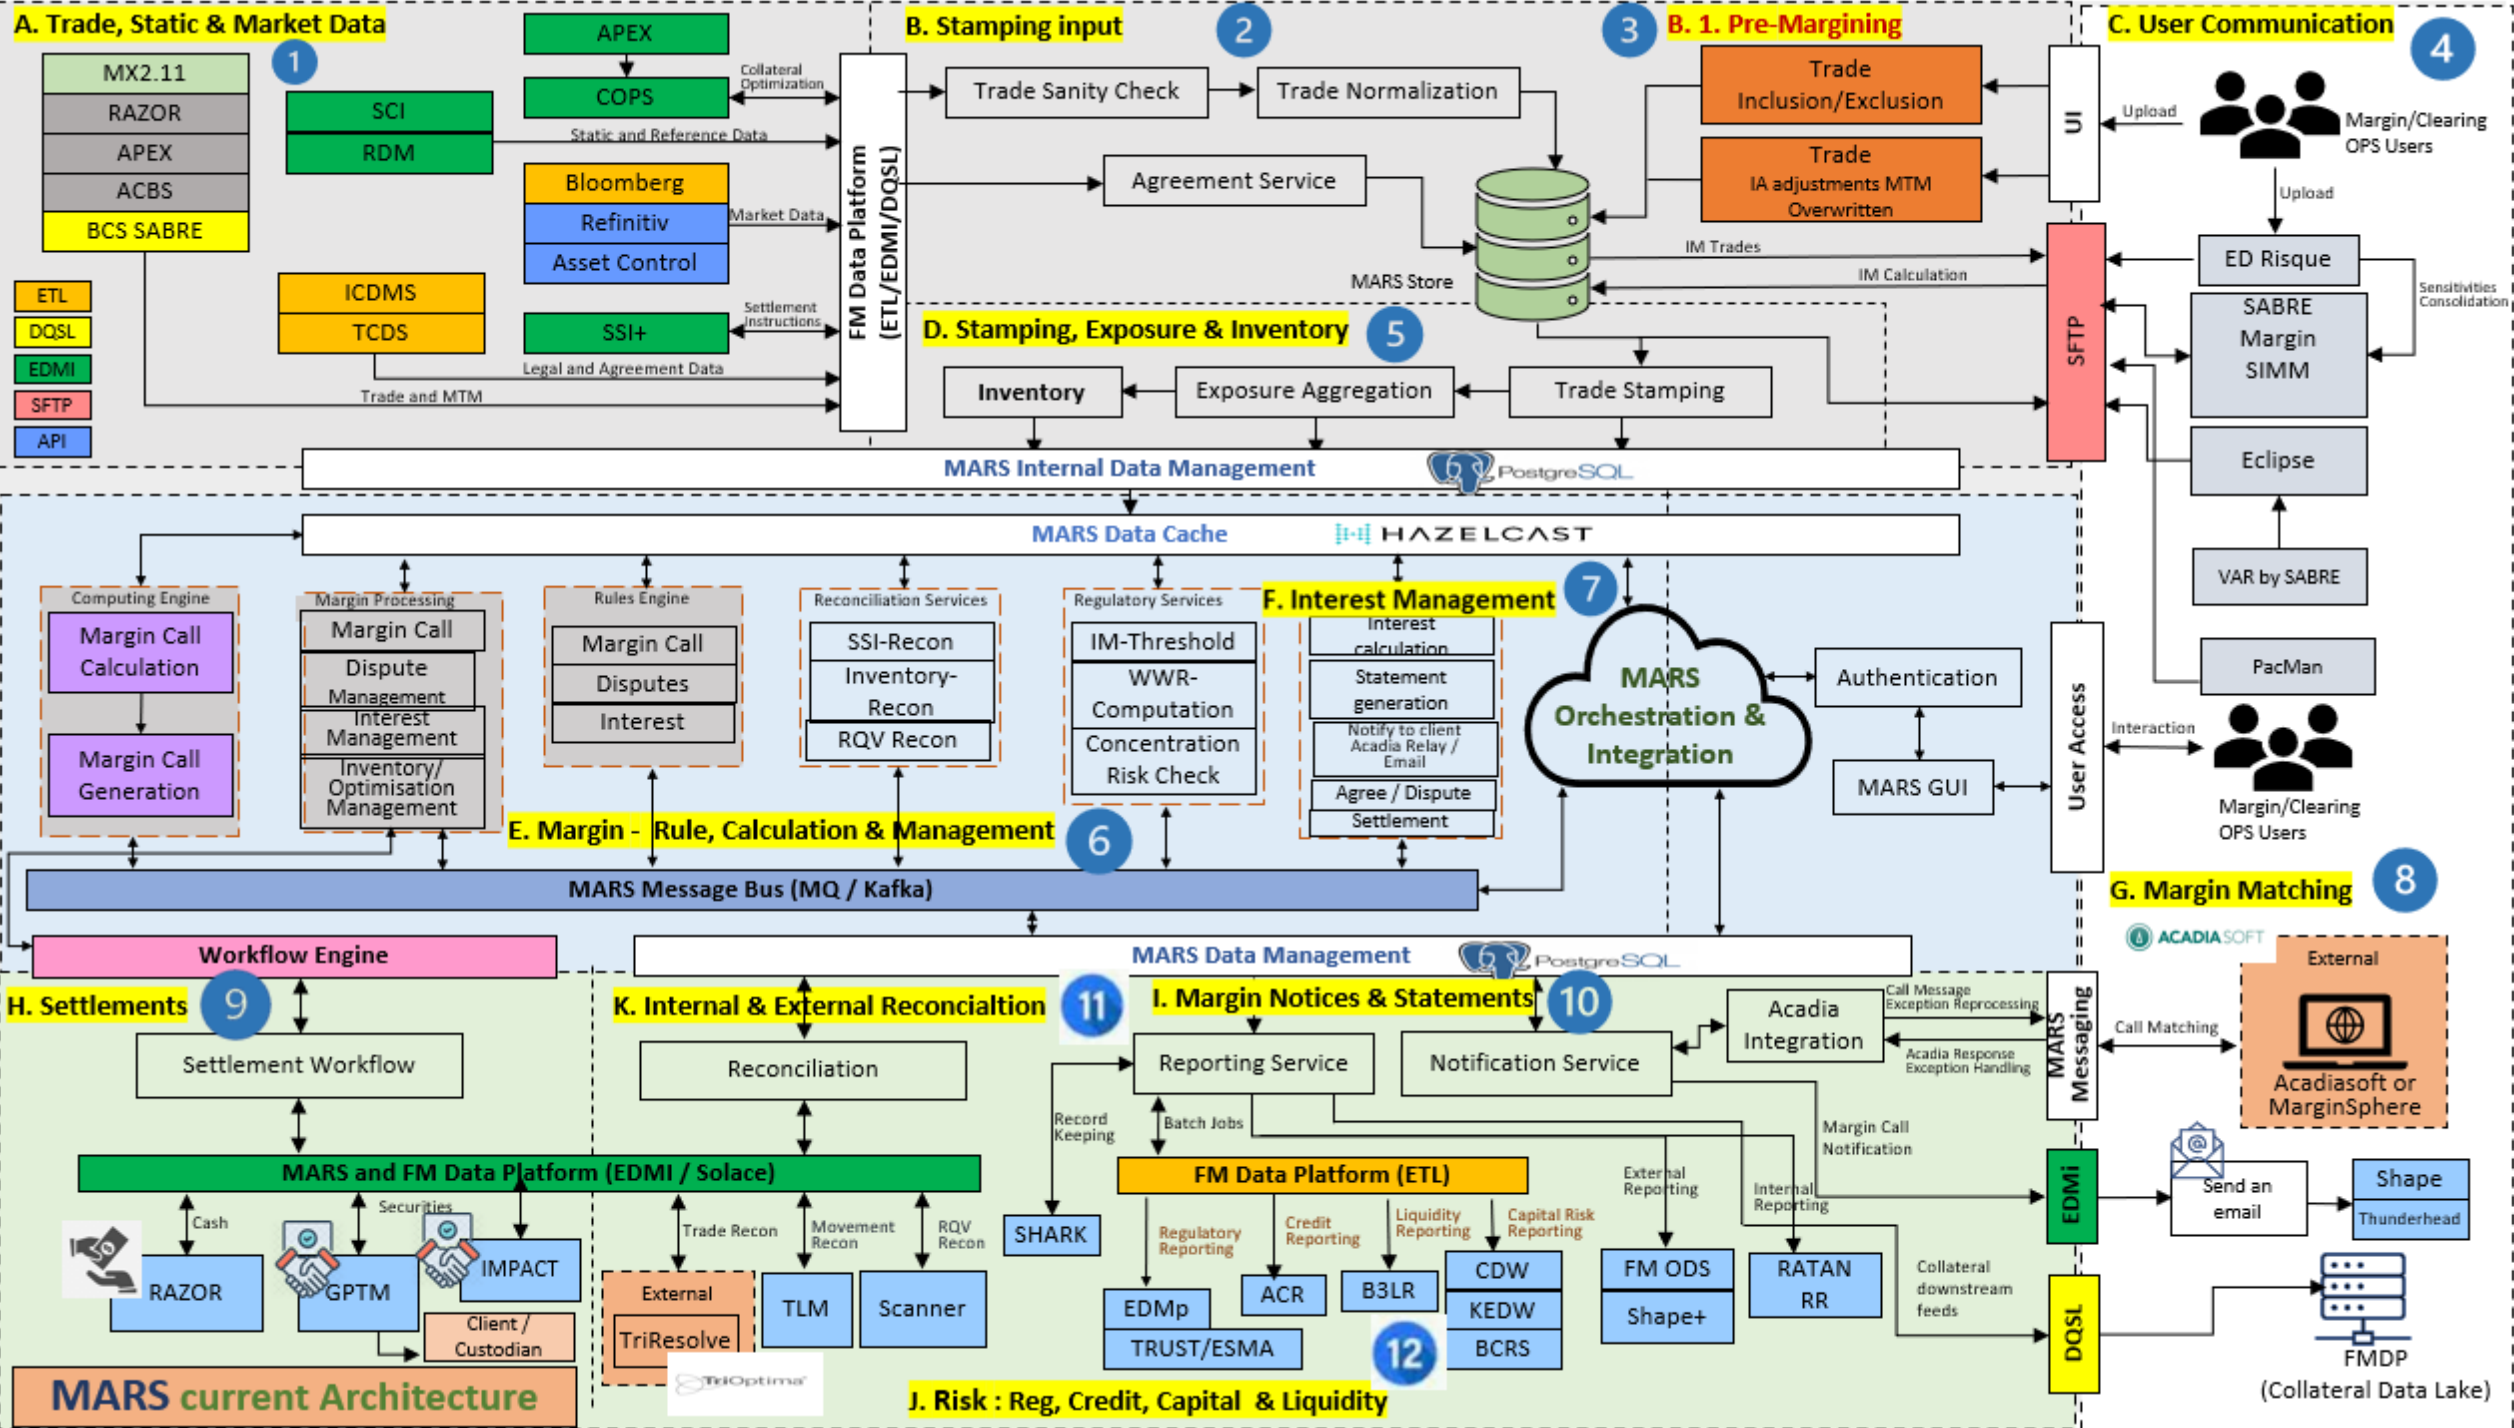 A. Trade, Static & Market Data
1
MX2.11
RAZOR
APEX
ACBS
BCS SABRE
SCI
RDM
APEX
COPS
Collateral
Optimization
Static and Reference Data
Bloomberg
Refinitiv
Asset Control
Market Data
ICDMS
TCDS
SSI+
Settlement
Instructions
Legal and Agreement Data
Trade and MTM
ETL
DQSL
EDMI
SFTP
API
FM Data Platform
(ETL/EDMI/DQSL)
B. Stamping input
2
Trade Sanity Check
Trade Normalization
Agreement Service
MARS Store
3
B. 1. Pre-Margining
Trade
Inclusion/Exclusion
Trade
IA adjustments MTM
Overwritten
IM Trades
IM Calculation
UI
SFTP
C. User Communication
4
Upload
Margin/Clearing
OPS Users
Upload
ED Risque
Sensitivities
Consolidation
SABRE
Margin
SIMM
Eclipse
VAR by SABRE
PacMan
D. Stamping, Exposure & Inventory
5
Inventory
Exposure Aggregation
Trade Stamping
MARS Internal Data Management
PostgreSQL
MARS Data Cache
HAZELCAST
Computing Engine
Margin Call
Calculation
Margin Call
Generation
Margin Processing
Margin Call
Dispute
Management
Interest
Management
Inventory/
Optimisation
Management
Rules Engine
Margin Call
Disputes
Interest
Reconciliation Services
SSI-Recon
Inventory-
Recon
RQV Recon
Regulatory Services
IM-Threshold
WWR-
Computation
Concentration
Risk Check
F. Interest Management
7
Interest
calculation
Statement
generation
Notify to client
Acadia Relay /
Email
Agree / Dispute
Settlement
MARS
Orchestration &
Integration
Authentication
MARS GUI
User Access
Interaction
Margin/Clearing
OPS Users
E. Margin - Rule, Calculation & Management
6
MARS Message Bus (MQ / Kafka)
Workflow Engine
MARS Data Management
PostgreSQL
G. Margin Matching
8
ACADIASOFT
External
Acadiasoft or
MarginSphere
Call Matching
MARS
Messaging
H. Settlements
9
Settlement Workflow
K. Internal & External Reconcialtion
11
Reconciliation
I. Margin Notices & Statements
10
Reporting Service
Notification Service
Acadia
Integration
Call Message
Exception Reprocessing
Acadia Response
Exception Handling
Record
Keeping
Batch Jobs
Margin Call
Notification
MARS and FM Data Platform (EDMI / Solace)
Cash
Securities
RAZOR
GPTM
IMPACT
Client /
Custodian
Trade Recon
Movement
Recon
RQV
Recon
External
TriResolve
TriOptima
TLM
Scanner
SHARK
FM Data Platform (ETL)
Regulatory
Reporting
Credit
Reporting
Liquidity
Reporting
Capital Risk
Reporting
External
Reporting
Internal
Reporting
EDMp
TRUST/ESMA
ACR
B3LR
CDW
KEDW
BCRS
12
FM ODS
Shape+
RATAN
RR
Collateral
downstream
feeds
EDMi
Send an
email
Shape
Thunderhead
DQSL
FMDP
(Collateral Data Lake)
MARS current Architecture
J. Risk : Reg, Credit, Capital & Liquidity